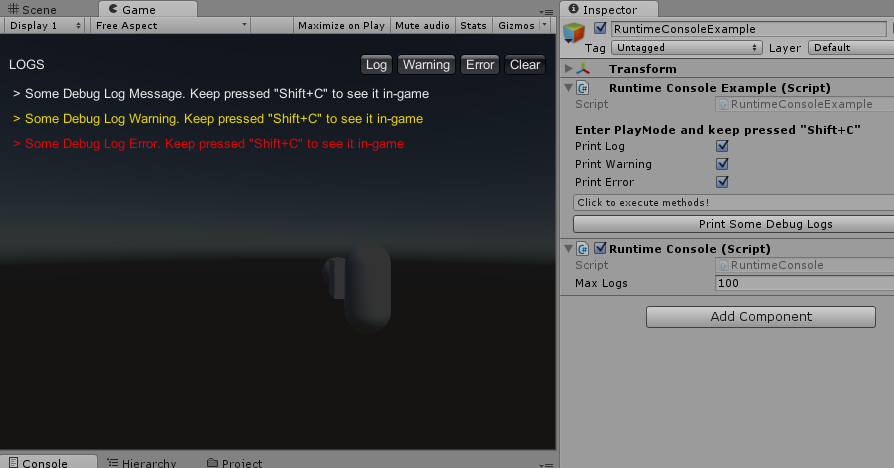 Scene
Game
Display 1
Free Aspect
Maximize on Play
Mute audio
Stats
Gizmos
LOGS
Log
Warning
Error
Clear
> Some Debug Log Message. Keep pressed "Shift+C" to see it in-game
> Some Debug Log Warning. Keep pressed "Shift+C" to see it in-game
> Some Debug Log Error. Keep pressed "Shift+C" to see it in-game
Console
Hierarchy
Project
Inspector
RuntimeConsoleExample
Tag Untagged Layer Default
Transform
Runtime Console Example (Script)
Script RuntimeConsoleExample
Enter PlayMode and keep pressed "Shift+C"
Print Log
Print Warning
Print Error
Click to execute methods!
Print Some Debug Logs
Runtime Console (Script)
Script RuntimeConsole
Max Logs 100
Add Component